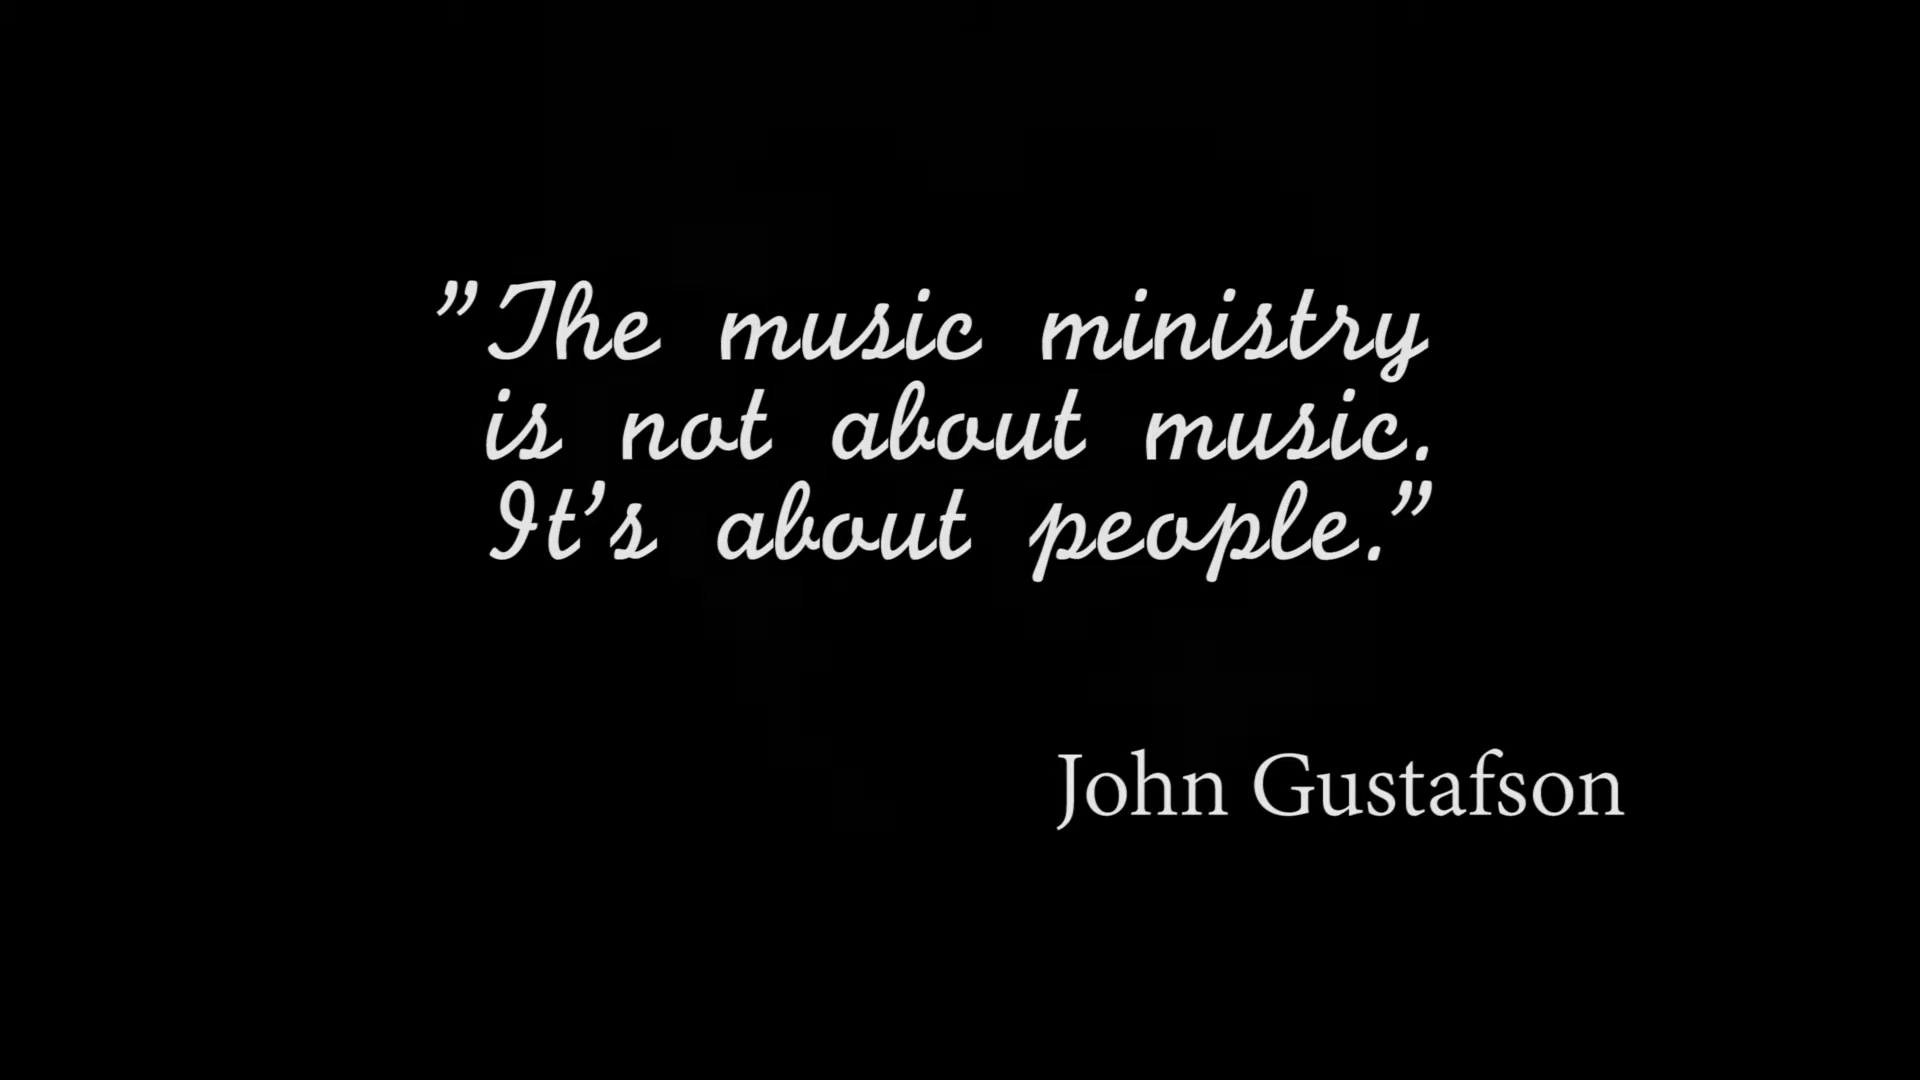 ”The music ministry
is not about music.
It’s about people.”
John Gustafson